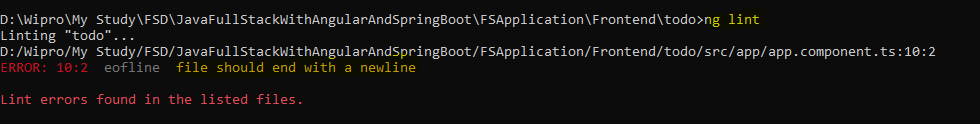 D:\Wipro\My Study\FSD\JavaFullStackWithAngularAndSpringBoot\FSApplication\Frontend\todo>ng lint
Linting "todo"...
D:/Wipro/My Study/FSD/JavaFullStackWithAngularAndSpringBoot/FSApplication/Frontend/todo/src/app/app.component.ts:10:2
ERROR: 10:2  eofline  file should end with a newline
Lint errors found in the listed files.